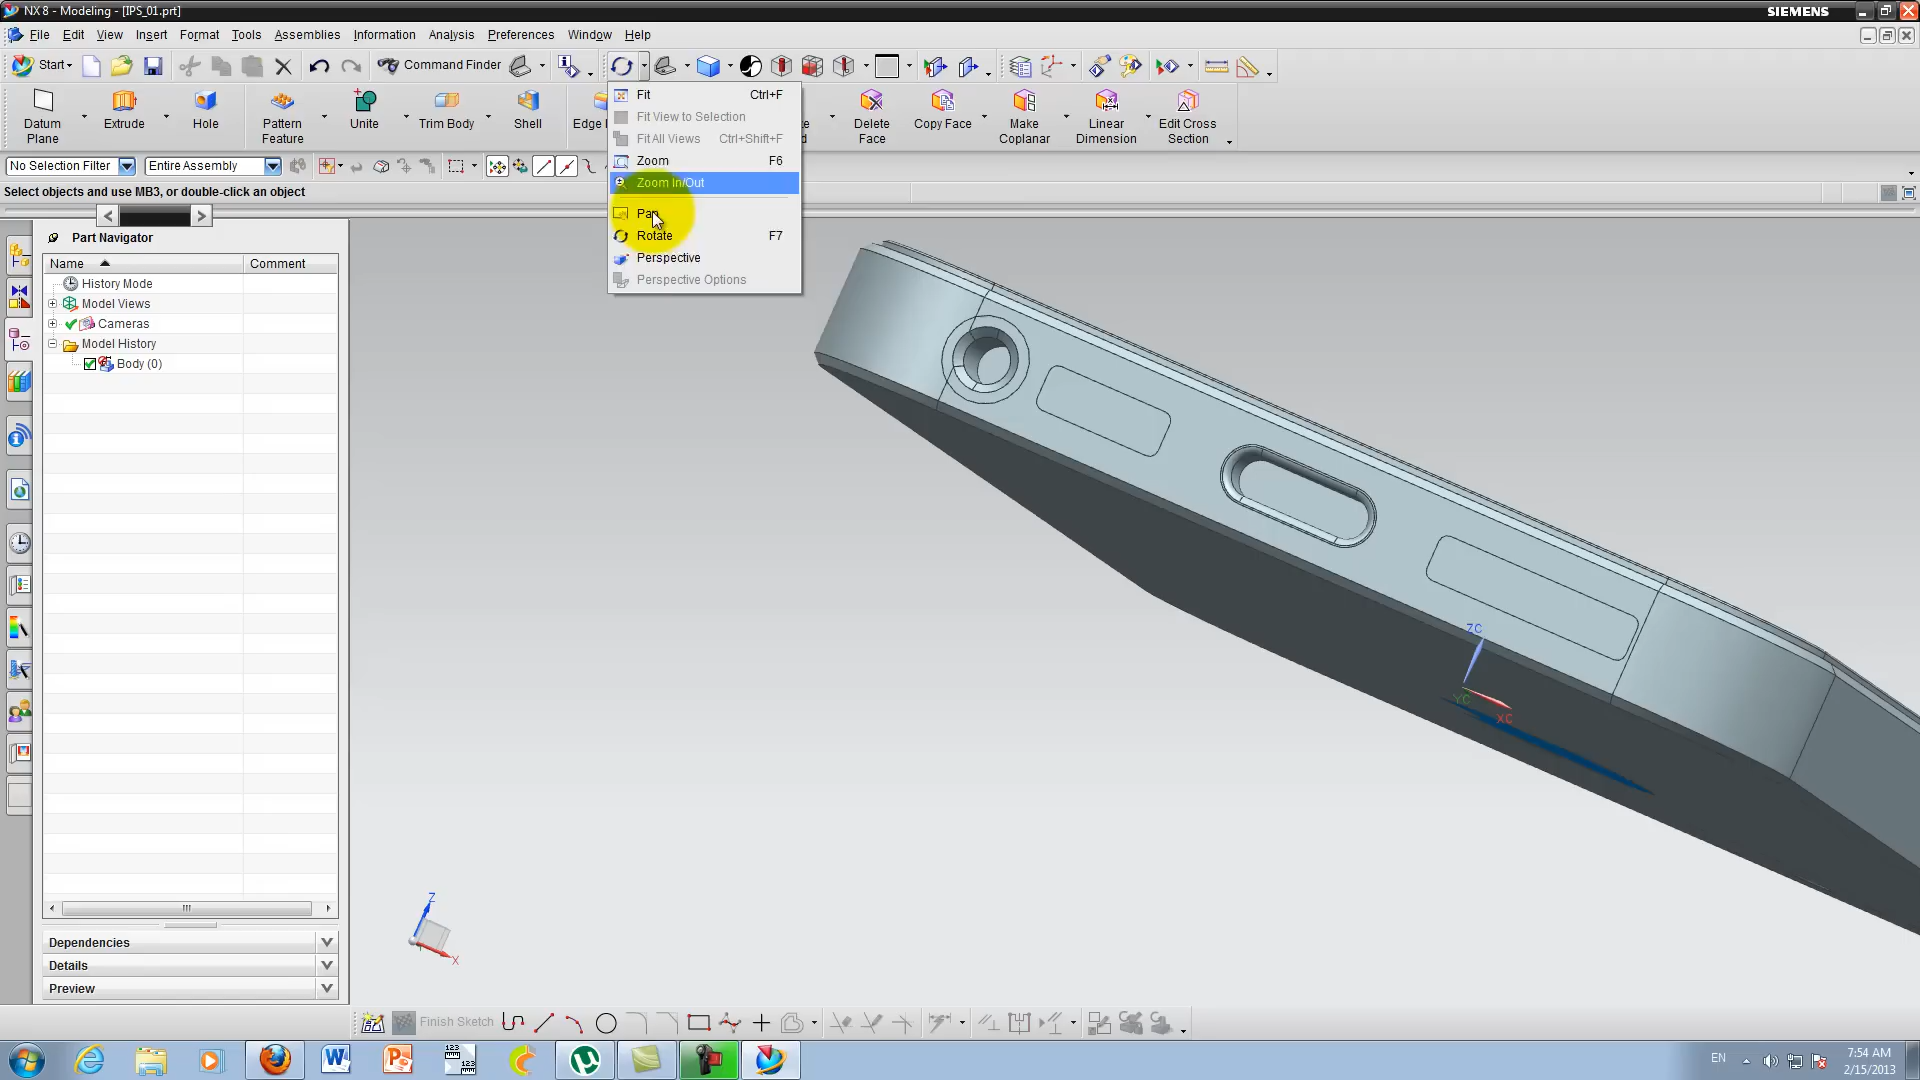 NX 8 - Modeling - [IPS_01.prt]
SIEMENS
File Edit View Insert Format Tools Assemblies Information Analysis Preferences Window Help
Start Command Finder
Datum Plane
Extrude
Hole
Pattern Feature
Unite
Trim Body
Shell
Delete Face
Copy Face
Make Coplanar
Linear Dimension
Edit Cross Section
Fit Ctrl+F
Fit View to Selection
Fit All Views Ctrl+Shift+F
Zoom F6
Zoom In/Out
Pan
Rotate F7
Perspective
Perspective Options
No Selection Filter Entire Assembly
Select objects and use MB3, or double-click an object
Part Navigator
Name Comment
History Mode
Model Views
Cameras
Model History
Body (0)
ZC
YC
XC
Z
X
Dependencies
Details
Preview
Finish Sketch
EN
7:54 AM
2/15/2013